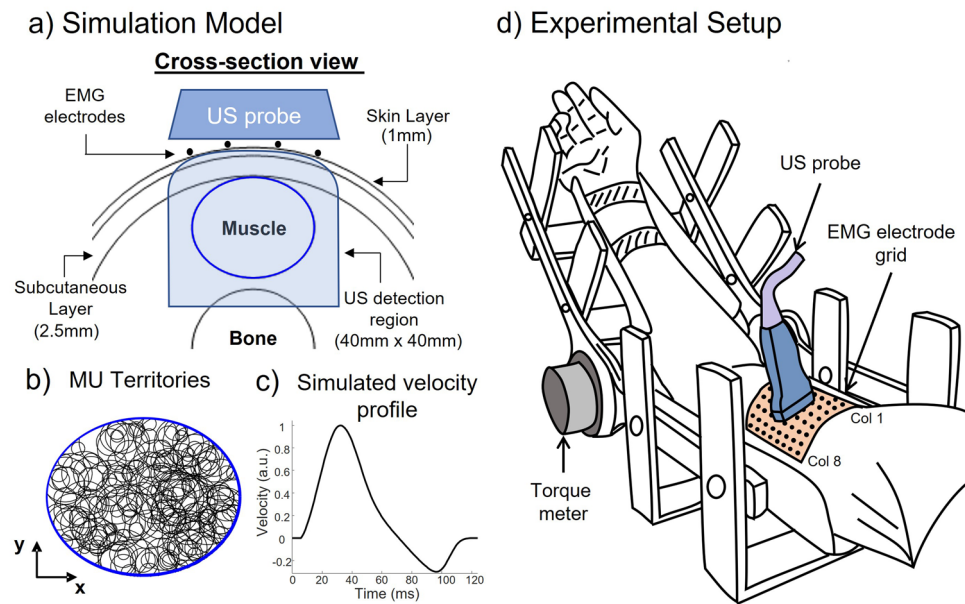 a) Simulation Model
Cross-section view
EMG
electrodes
US probe
Skin Layer
(1mm)
Muscle
Subcutaneous
Layer
(2.5mm)
US detection
region
(40mm x 40mm)
Bone
b) MU Territories
y
x
c) Simulated velocity
profile
Velocity (a.u.)
1
0.8
0.6
0.4
0.2
0
-0.2
0
20
40
60
80
100
120
Time (ms)
d) Experimental Setup
US probe
EMG electrode
grid
Col 1
Col 8
Torque
meter